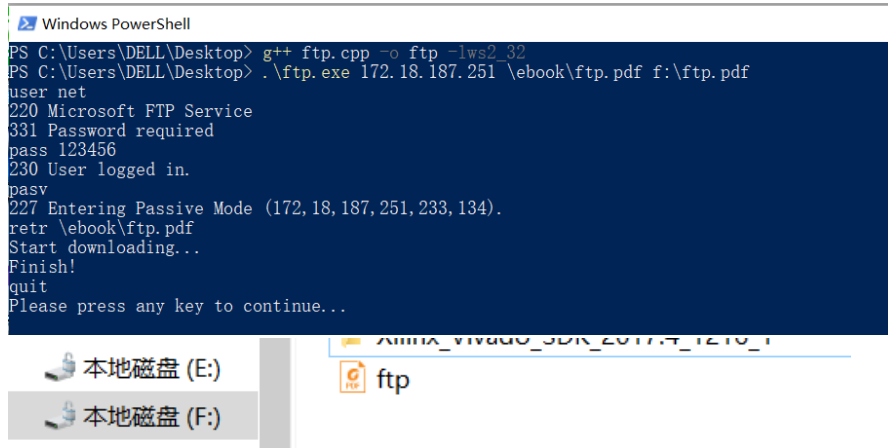 Windows PowerShell
PS C:\Users\DELL\Desktop> g++ ftp.cpp -o ftp -lws2_32
PS C:\Users\DELL\Desktop> .\ftp.exe 172.18.187.251 \ebook\ftp.pdf f:\ftp.pdf
user net
220 Microsoft FTP Service
331 Password required
pass 123456
230 User logged in.
pasv
227 Entering Passive Mode (172,18,187,251,233,134).
retr \ebook\ftp.pdf
Start downloading...
Finish!
quit
Please press any key to continue...
Xilinx_Vivado_SDK_2017.4_1216_1
本地磁盘 (E:)
ftp
本地磁盘 (F:)